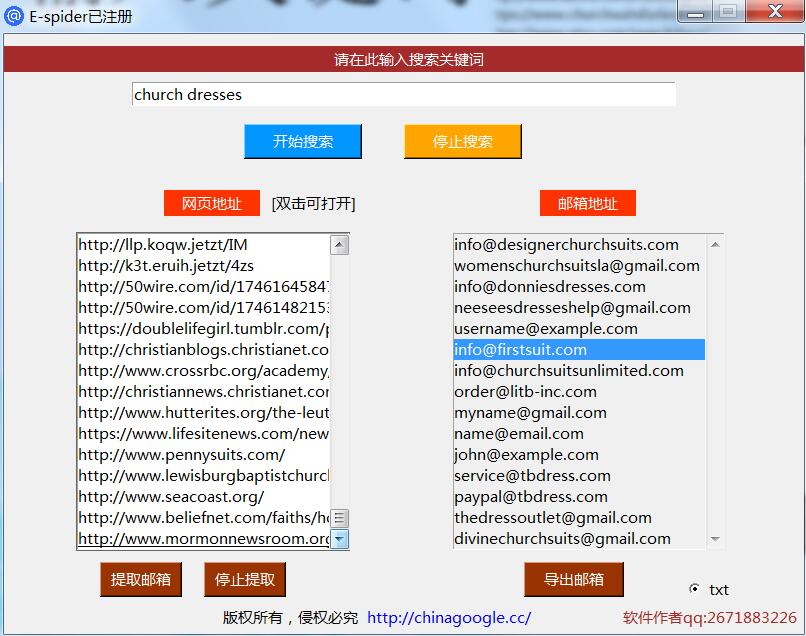 E-spider已注册
请在此输入搜索关键词
church dresses
开始搜索
停止搜索
网页地址 [双击可打开]
http://llp.koqw.jetzt/IM
http://k3t.eruih.jetzt/4zs
http://50wire.com/id/17461645847
http://50wire.com/id/17461482153
https://doublelifegirl.tumblr.com/p
http://christianblogs.christianet.co
http://www.crossrbc.org/academy/
http://christiannews.christianet.cor
http://www.hutterites.org/the-leut
https://www.lifesitenews.com/new
http://www.pennysuits.com/
http://www.lewisburgbaptistchurcl
http://www.seacoast.org/
http://www.beliefnet.com/faiths/ho
http://www.mormonnewsroom.org
提取邮箱
停止提取
邮箱地址
info@designerchurchsuits.com
womenschurchsuitsla@gmail.com
info@donniesdresses.com
neeseesdresseshelp@gmail.com
username@example.com
info@firstsuit.com
info@churchsuitsunlimited.com
order@litb-inc.com
myname@gmail.com
name@email.com
john@example.com
service@tbdress.com
paypal@tbdress.com
thedressoutlet@gmail.com
divinechurchsuits@gmail.com
导出邮箱
txt
版权所有，侵权必究 http://chinagoogle.cc/
软件作者qq:2671883226